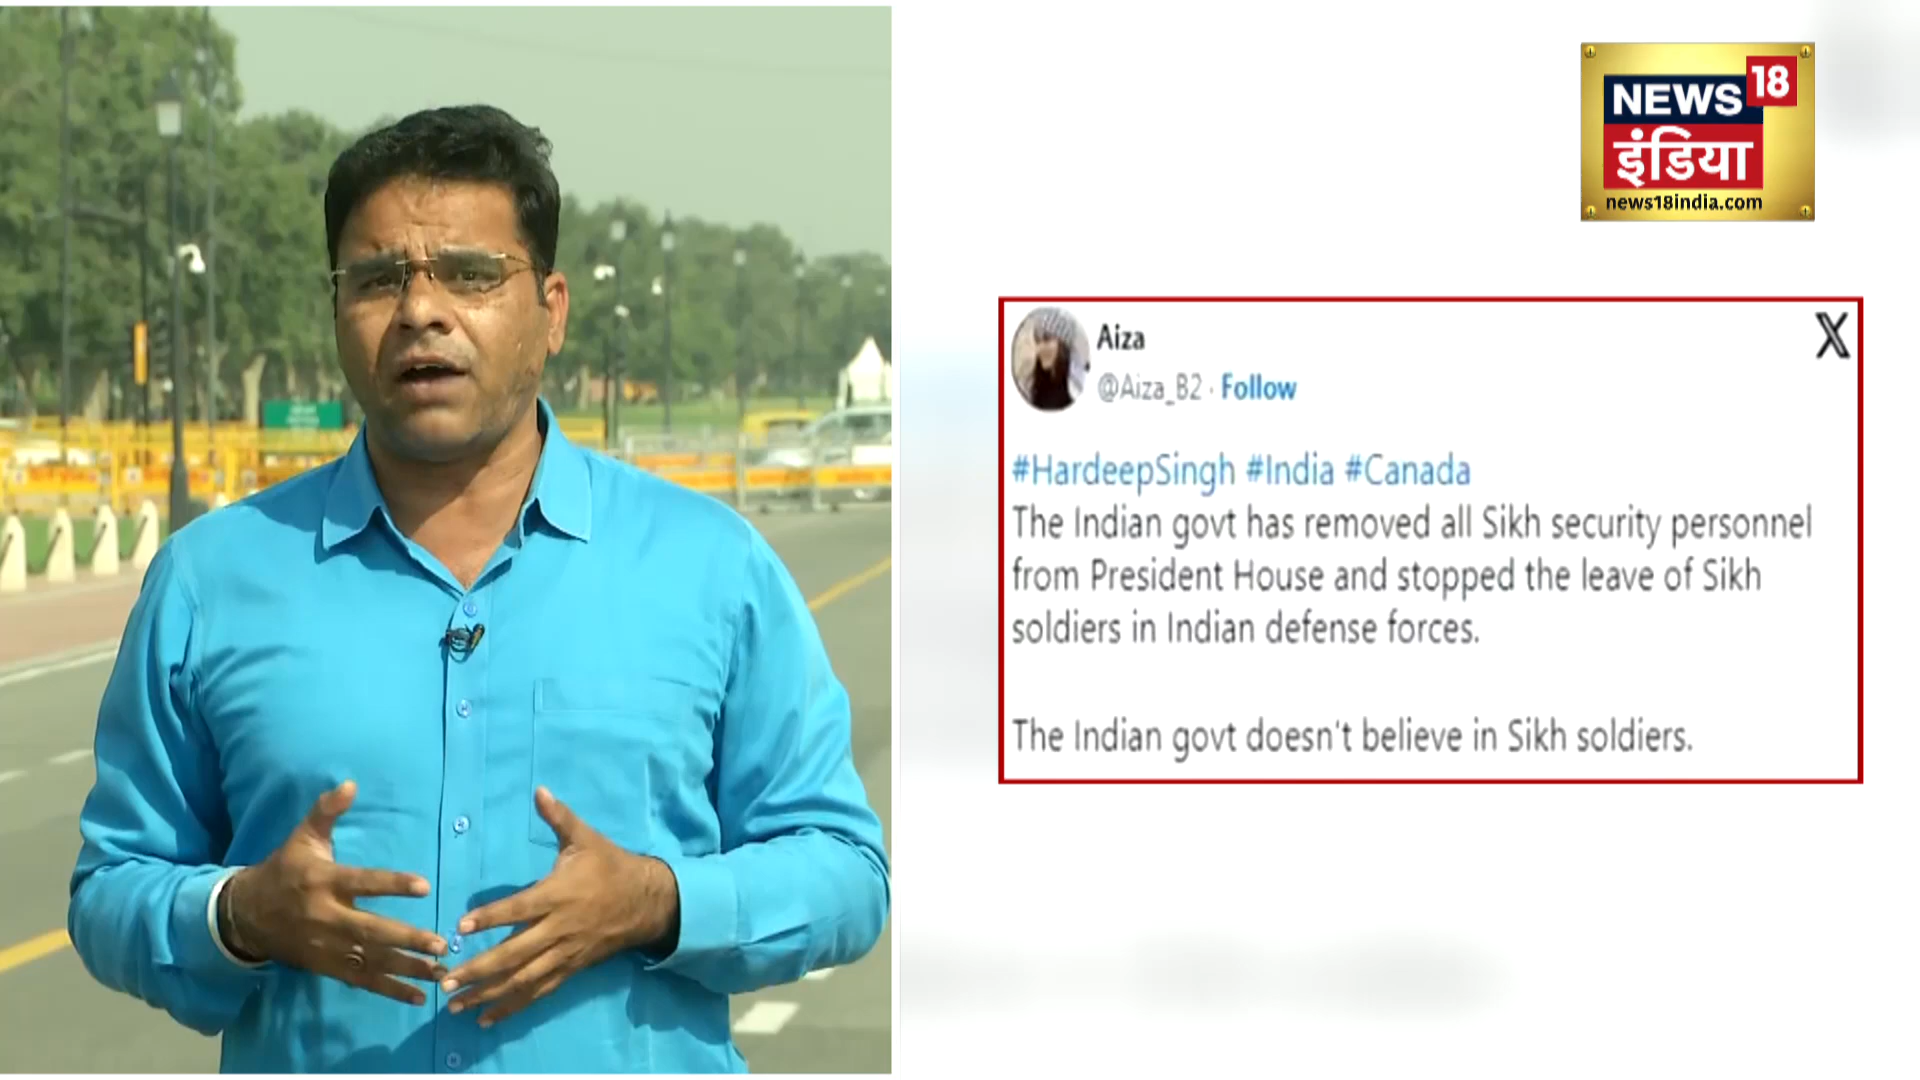 NEWS 18
इंडिया
news18india.com
Aiza
X
@Aiza_B2 · Follow
#HardeepSingh #India #Canada
The Indian govt has removed all Sikh security personnel
from President House and stopped the leave of Sikh
soldiers in Indian defense forces.
The Indian govt doesn't believe in Sikh soldiers.